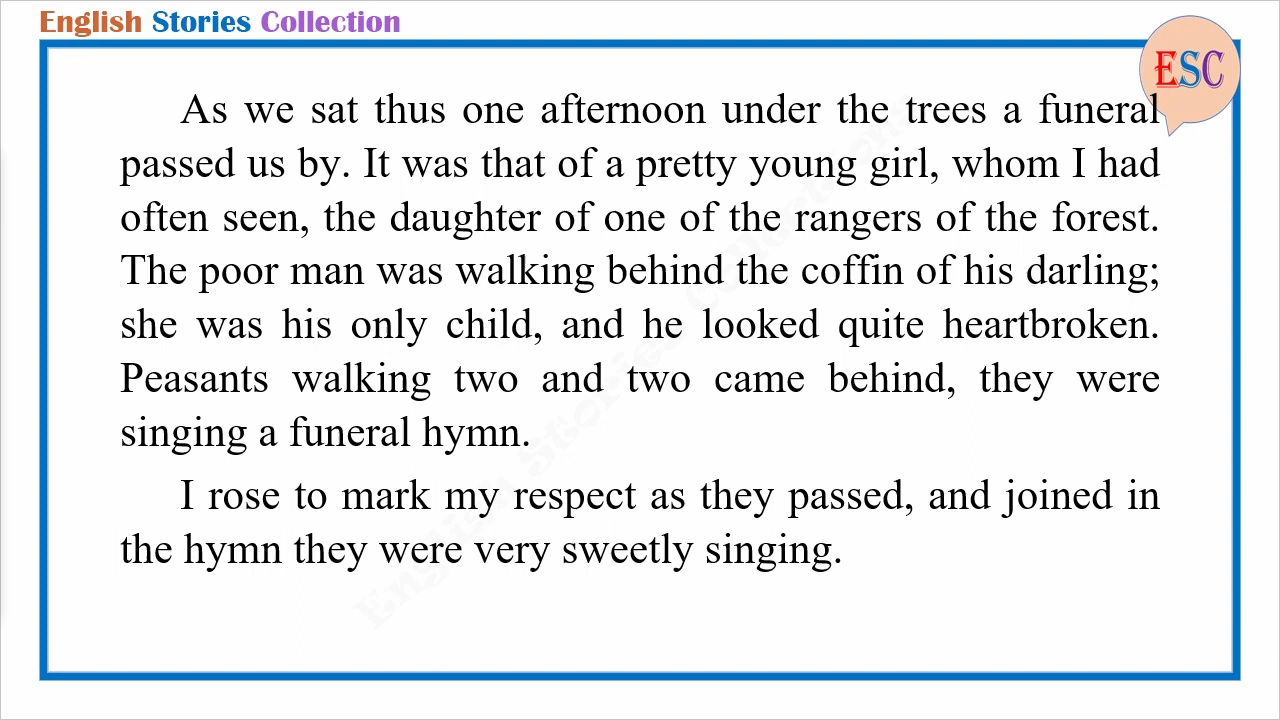 English Stories Collection
ESC
As we sat thus one afternoon under the trees a funeral
passed us by. It was that of a pretty young girl, whom I had
often seen, the daughter of one of the rangers of the forest.
The poor man was walking behind the coffin of his darling;
she was his only child, and he looked quite heartbroken.
Peasants walking two and two came behind, they were
singing a funeral hymn.
I rose to mark my respect as they passed, and joined in
the hymn they were very sweetly singing.
English Stories Collection